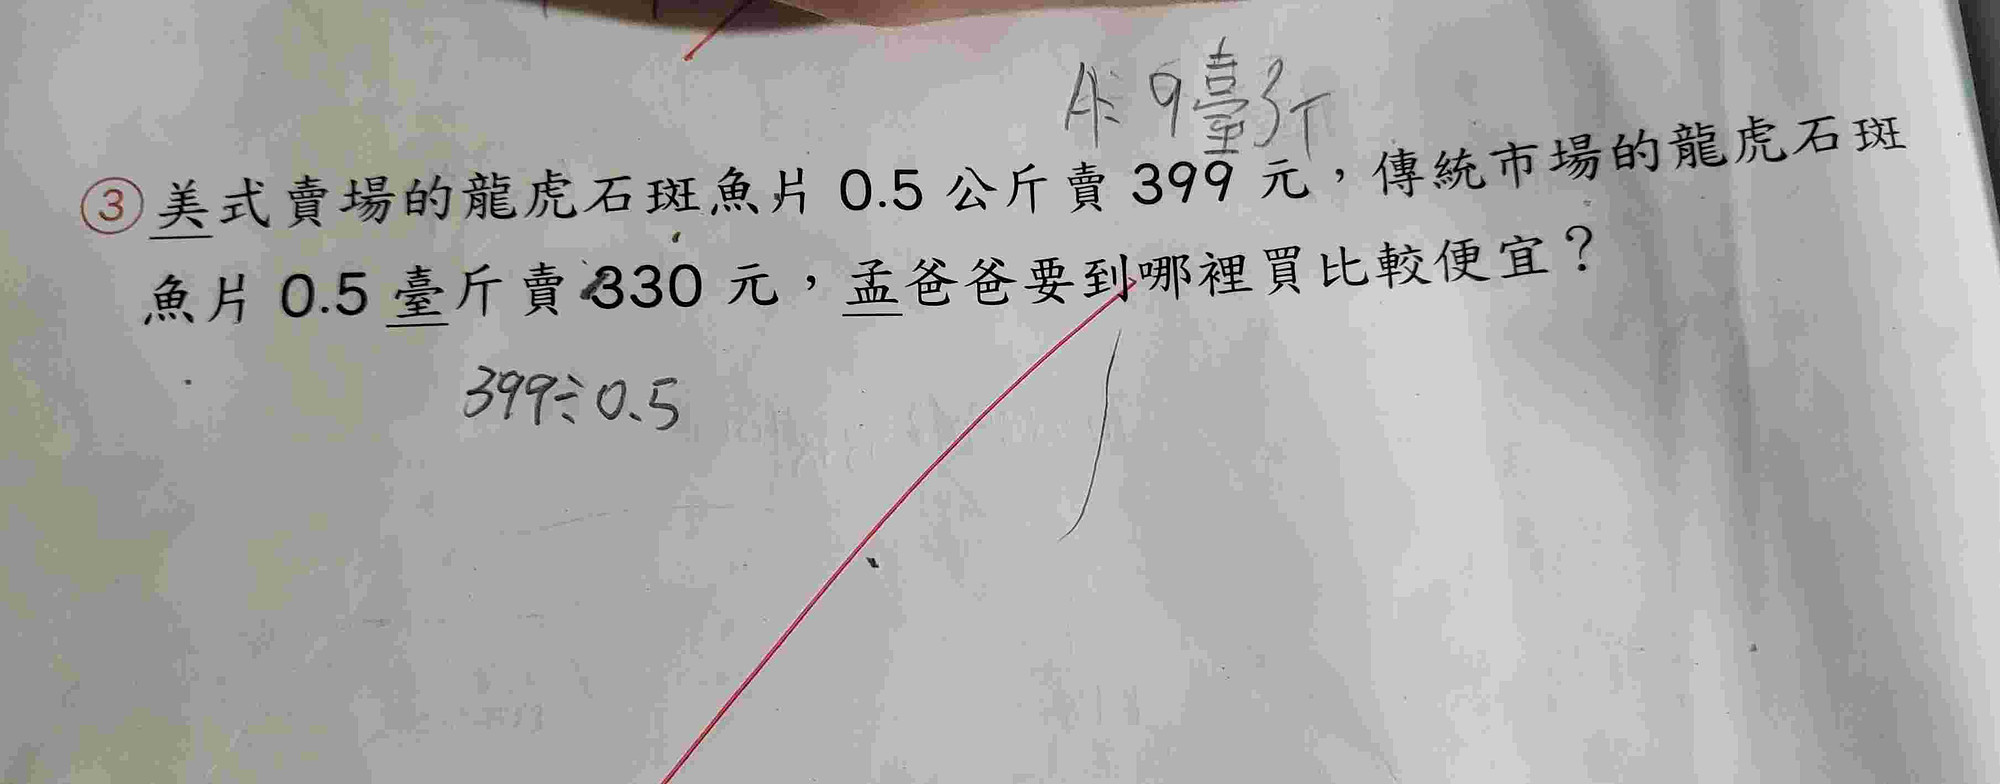 A: 9臺斤
③美式賣場的龍虎石斑魚片 0.5 公斤賣 399 元，傳統市場的龍虎石斑
魚片 0.5 臺斤賣 330 元，孟爸爸要到哪裡買比較便宜？
399÷0.5